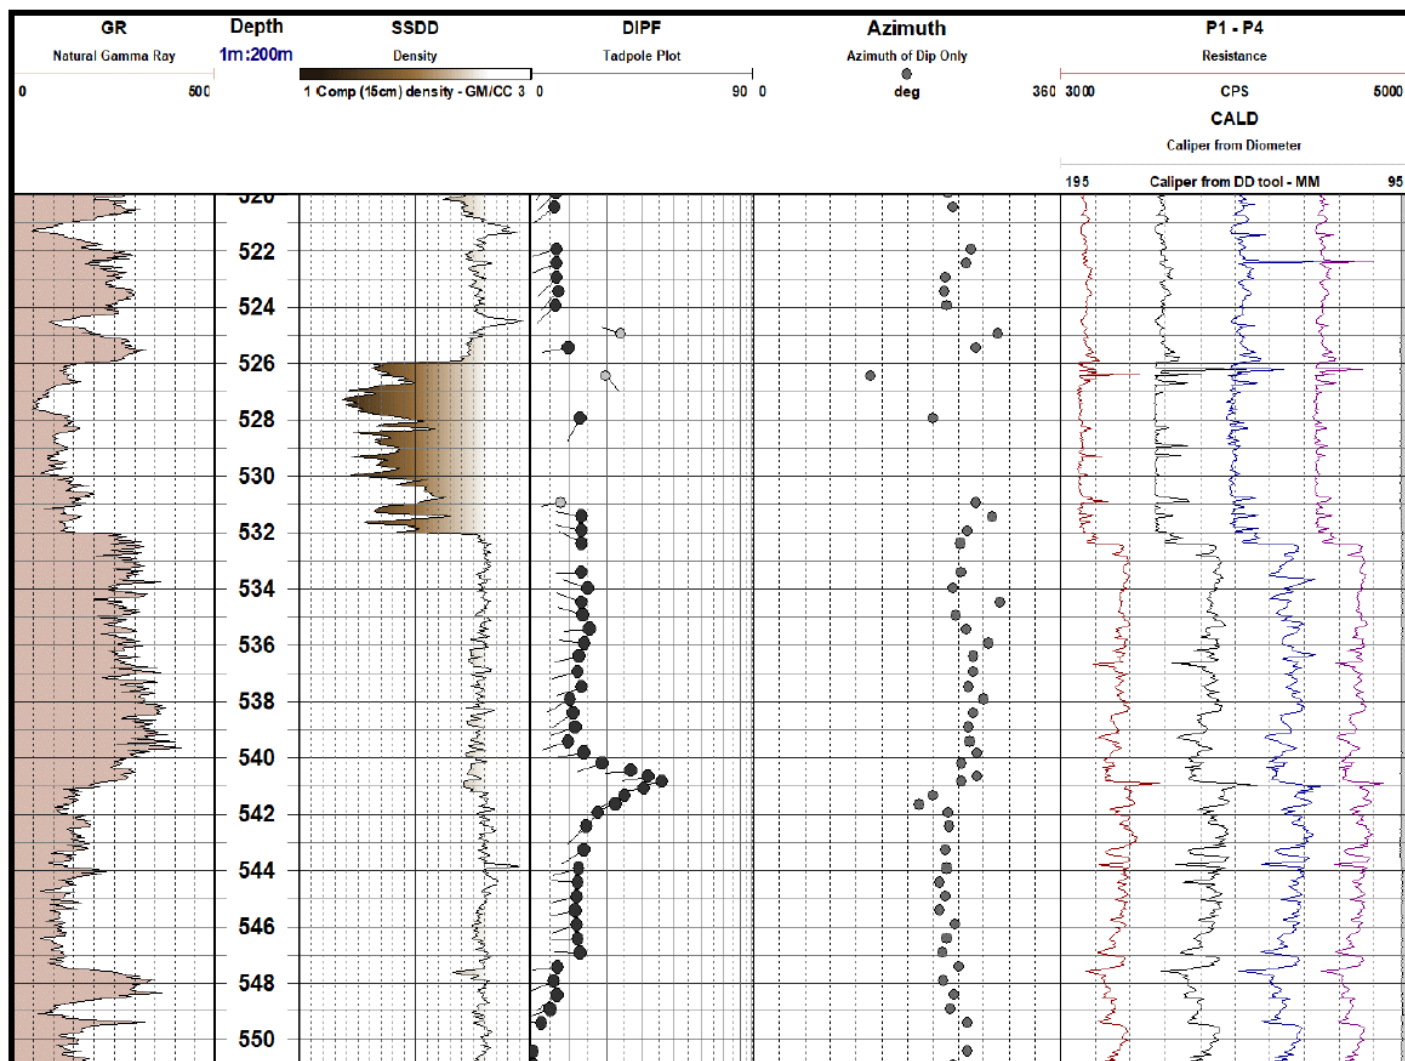 GR Depth SSDD DIPF Azimuth P1 - P4
Natural Gamma Ray 1m:200m Density Tadpole Plot Azimuth of Dip Only Resistance
0 500 1 Comp (15cm) density - GM/CC 3 0 90 0 deg 360 3000 CPS 5000
CALD
Caliper from Diameter
195 Caliper from DD tool - MM 95
520
522
524
526
528
530
532
534
536
538
540
542
544
546
548
550